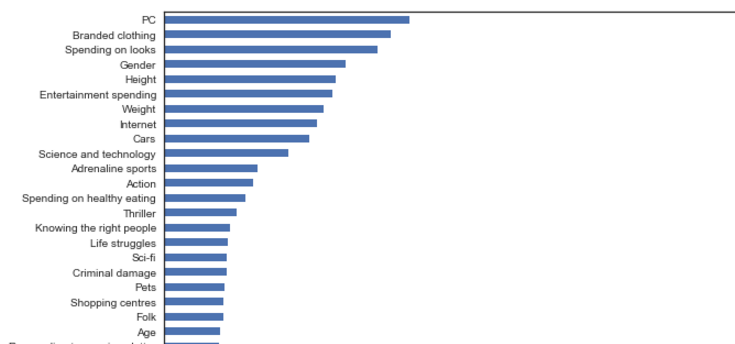 PC
Branded clothing
Spending on looks
Gender
Height
Entertainment spending
Weight
Internet
Cars
Science and technology
Adrenaline sports
Action
Spending on healthy eating
Thriller
Knowing the right people
Life struggles
Sci-fi
Criminal damage
Pets
Shopping centres
Folk
Age